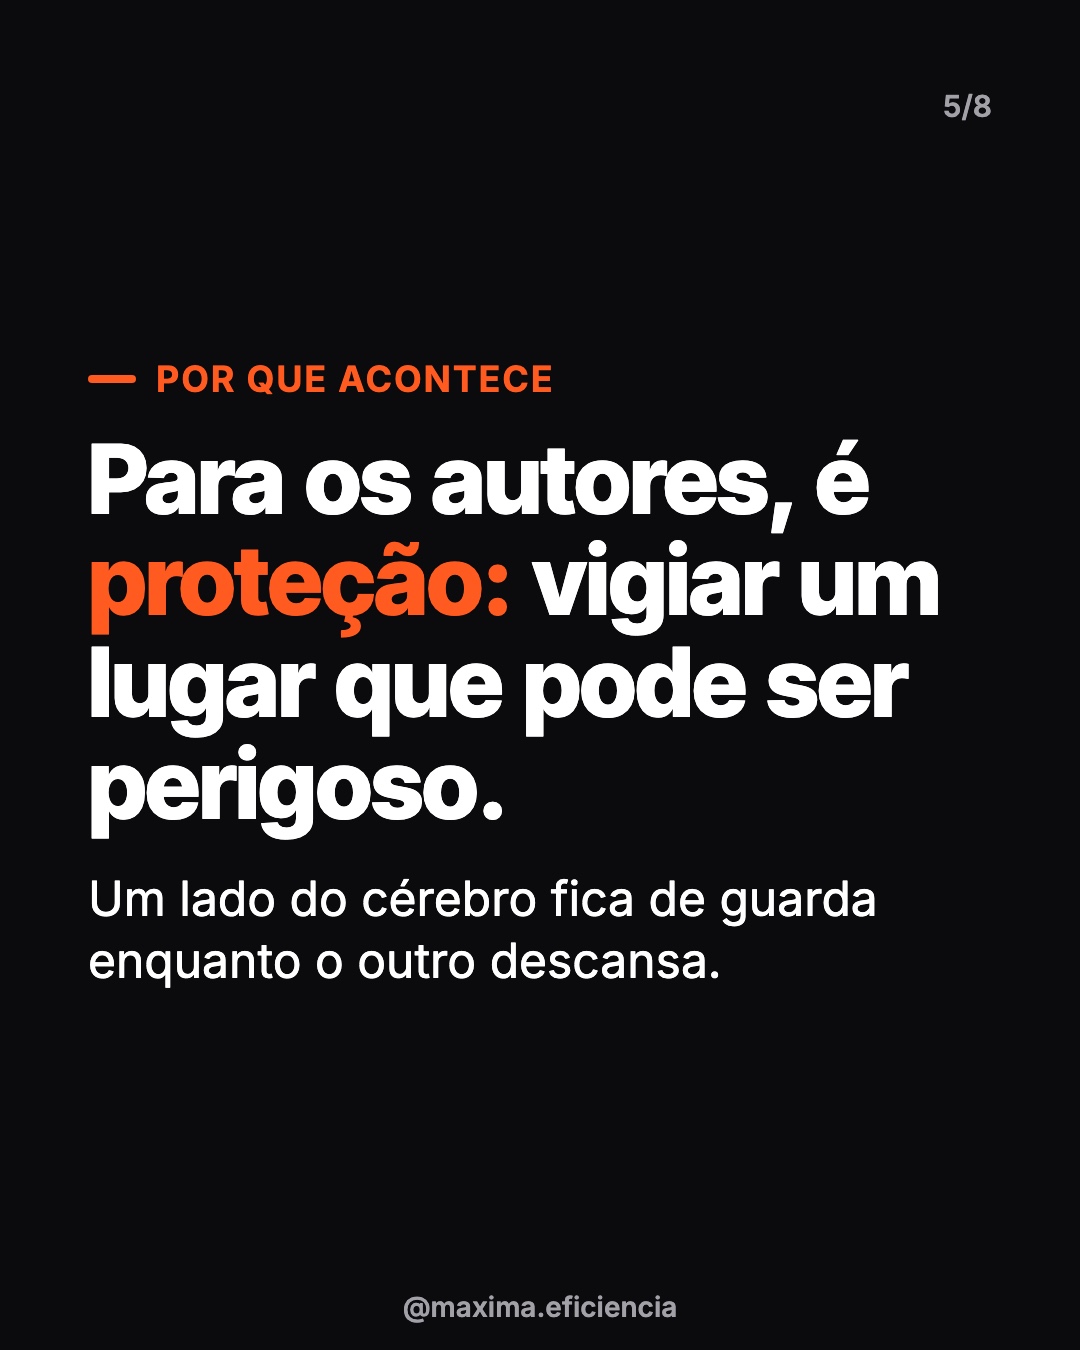 5/8
POR QUE ACONTECE
Para os autores, é
proteção: vigiar um
lugar que pode ser
perigoso.
Um lado do cérebro fica de guarda
enquanto o outro descansa.
@maxima.eficiencia